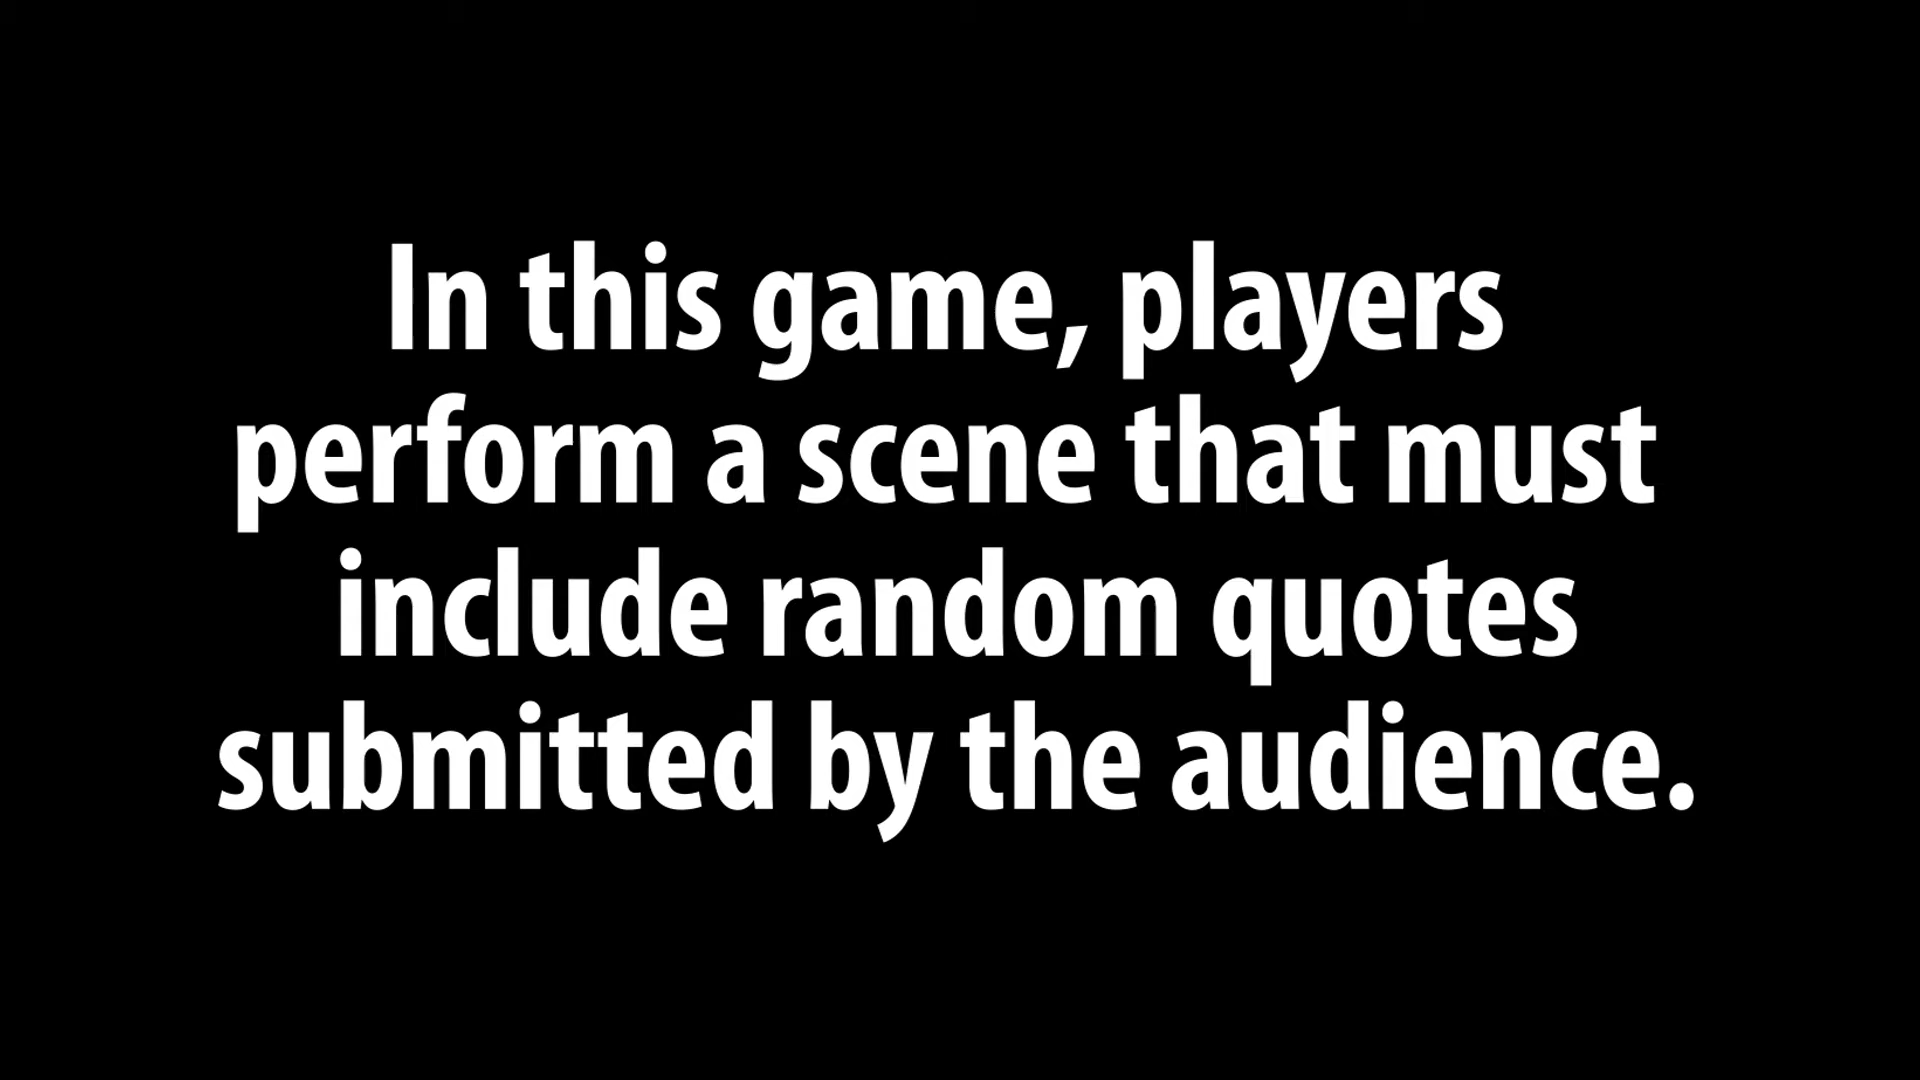 In this game, players
perform a scene that must
include random quotes
submitted by the audience.